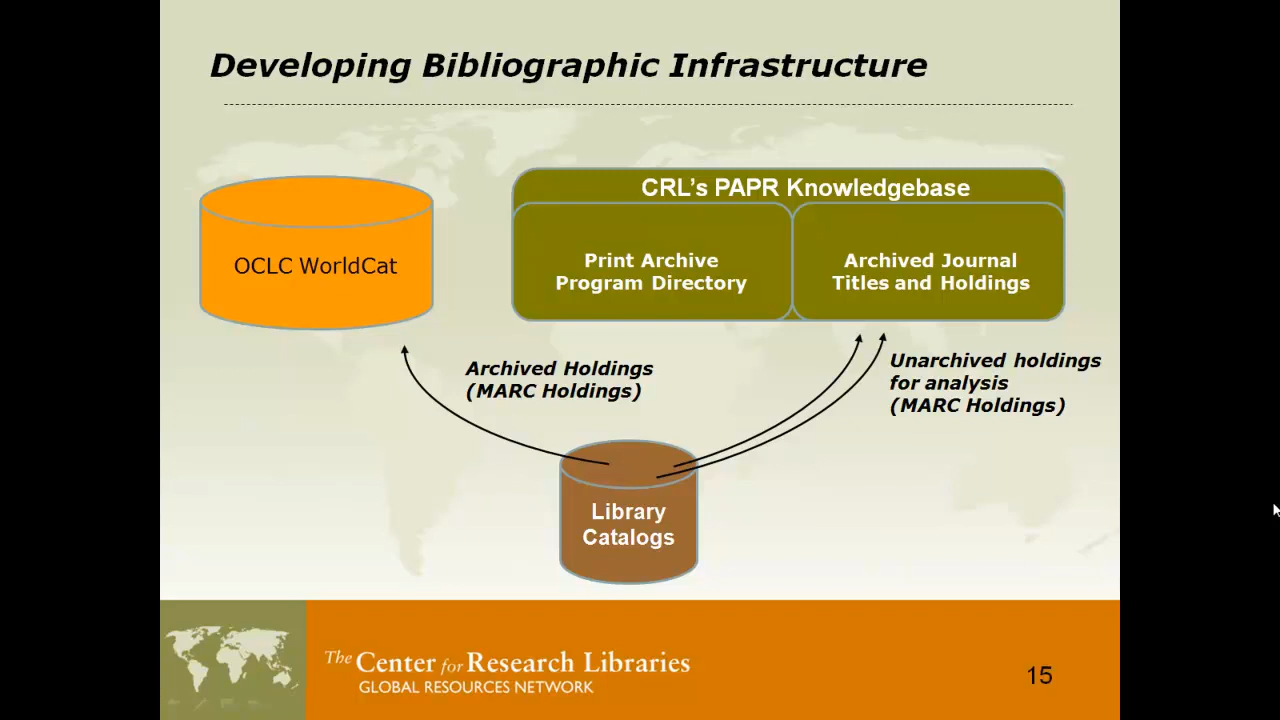 Developing Bibliographic Infrastructure
OCLC WorldCat
CRL’s PAPR Knowledgebase
Print Archive
Program Directory
Archived Journal
Titles and Holdings
Archived Holdings
(MARC Holdings)
Unarchived holdings
for analysis
(MARC Holdings)
Library
Catalogs
The Center for Research Libraries
GLOBAL RESOURCES NETWORK
15